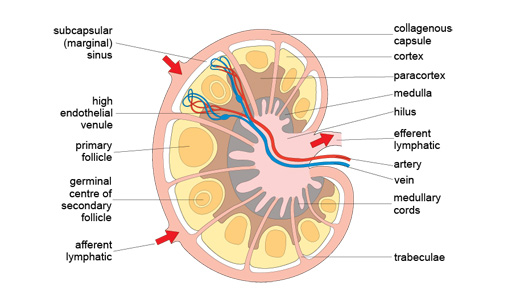 subcapsular
(marginal)
sinus
high
endothelial
venule
primary
follicle
germinal
centre of
secondary
follicle
afferent
lymphatic
collagenous
capsule
cortex
paracortex
medulla
hilus
efferent
lymphatic
artery
vein
medullary
cords
trabeculae